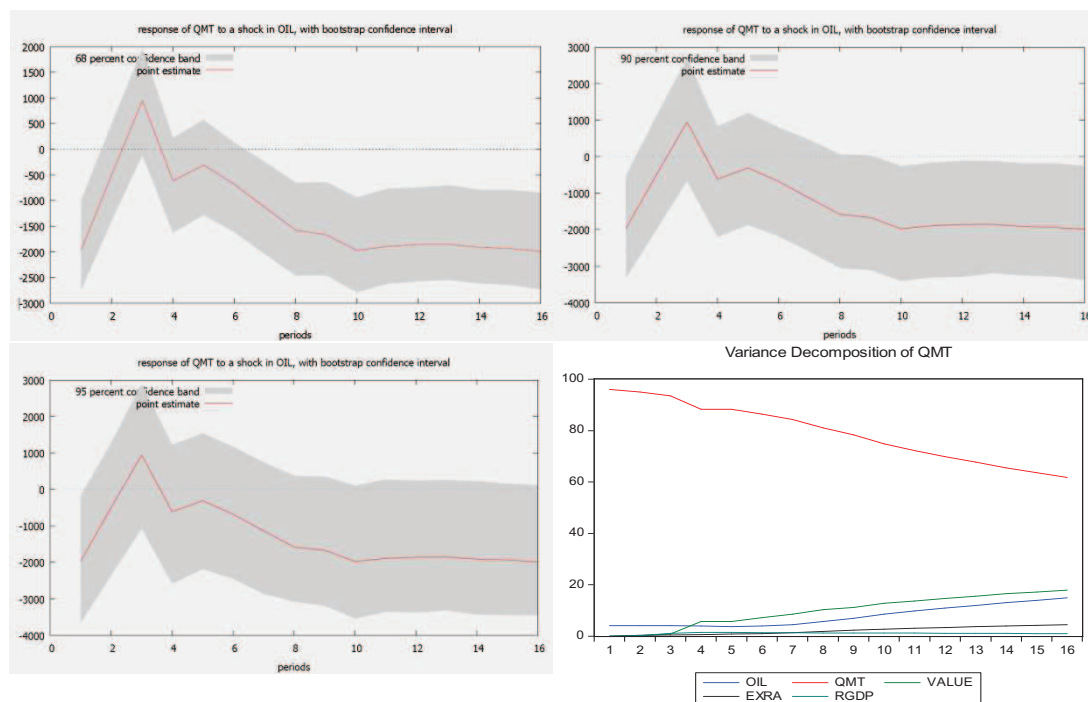 response of QMT to a shock in OIL, with bootstrap confidence interval
68 percent confidence band
point estimate
2000
1500
1000
500
0
-500
-1000
-1500
-2000
-2500
-3000
0 2 4 6 8 10 12 14 16
periods
response of QMT to a shock in OIL, with bootstrap confidence interval
90 percent confidence band
point estimate
3000
2000
1000
0
-1000
-2000
-3000
-4000
0 2 4 6 8 10 12 14 16
periods
response of QMT to a shock in OIL, with bootstrap confidence interval
95 percent confidence band
point estimate
3000
2000
1000
0
-1000
-2000
-3000
-4000
0 2 4 6 8 10 12 14 16
periods
Variance Decomposition of QMT
100
80
60
40
20
0
1 2 3 4 5 6 7 8 9 10 11 12 13 14 15 16
OIL QMT VALUE
EXRA RGDP